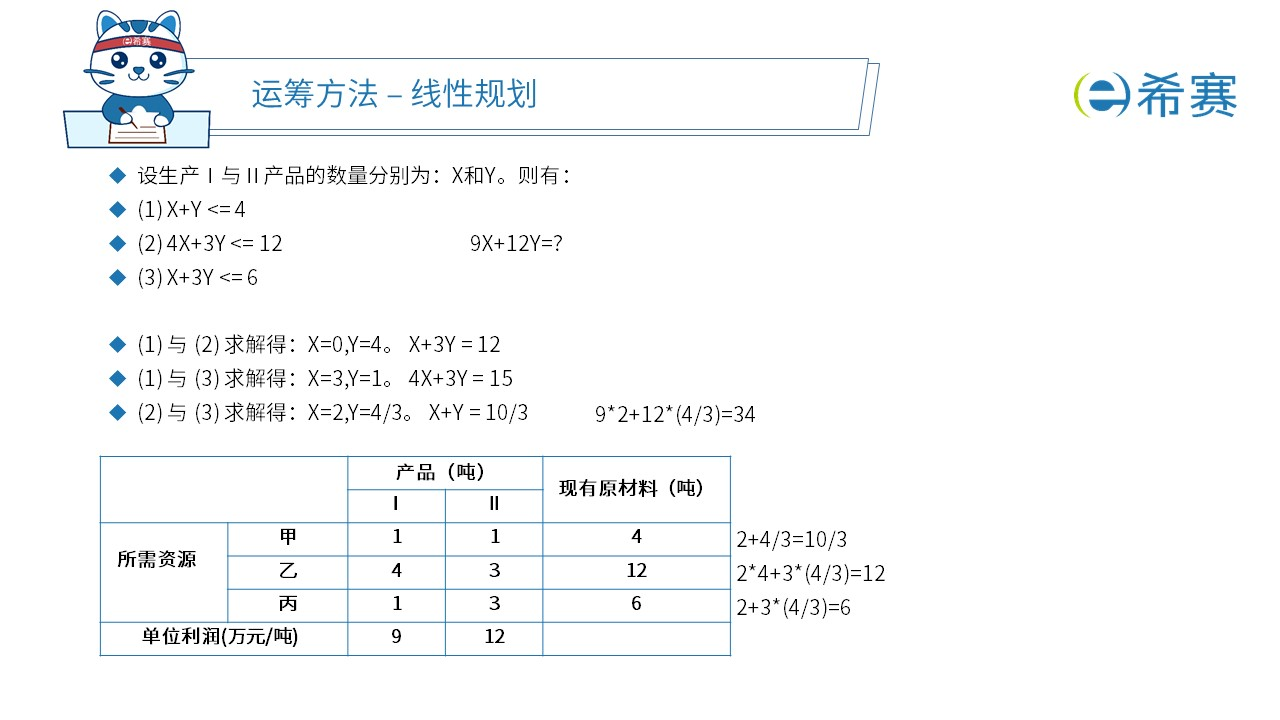 (e)希赛
运筹方法 – 线性规划
(e)希赛
设生产Ⅰ与Ⅱ产品的数量分别为：X和Y。则有：
(1) X+Y <= 4
(2) 4X+3Y <= 12 9X+12Y=?
(3) X+3Y <= 6
(1) 与 (2) 求解得：X=0,Y=4。 X+3Y = 12
(1) 与 (3) 求解得：X=3,Y=1。 4X+3Y = 15
(2) 与 (3) 求解得：X=2,Y=4/3。 X+Y = 10/3 9*2+12*(4/3)=34
产品（吨） 现有原材料（吨）
Ⅰ Ⅱ
所需资源 甲 1 1 4 2+4/3=10/3
乙 4 3 12 2*4+3*(4/3)=12
丙 1 3 6 2+3*(4/3)=6
单位利润(万元/吨) 9 12